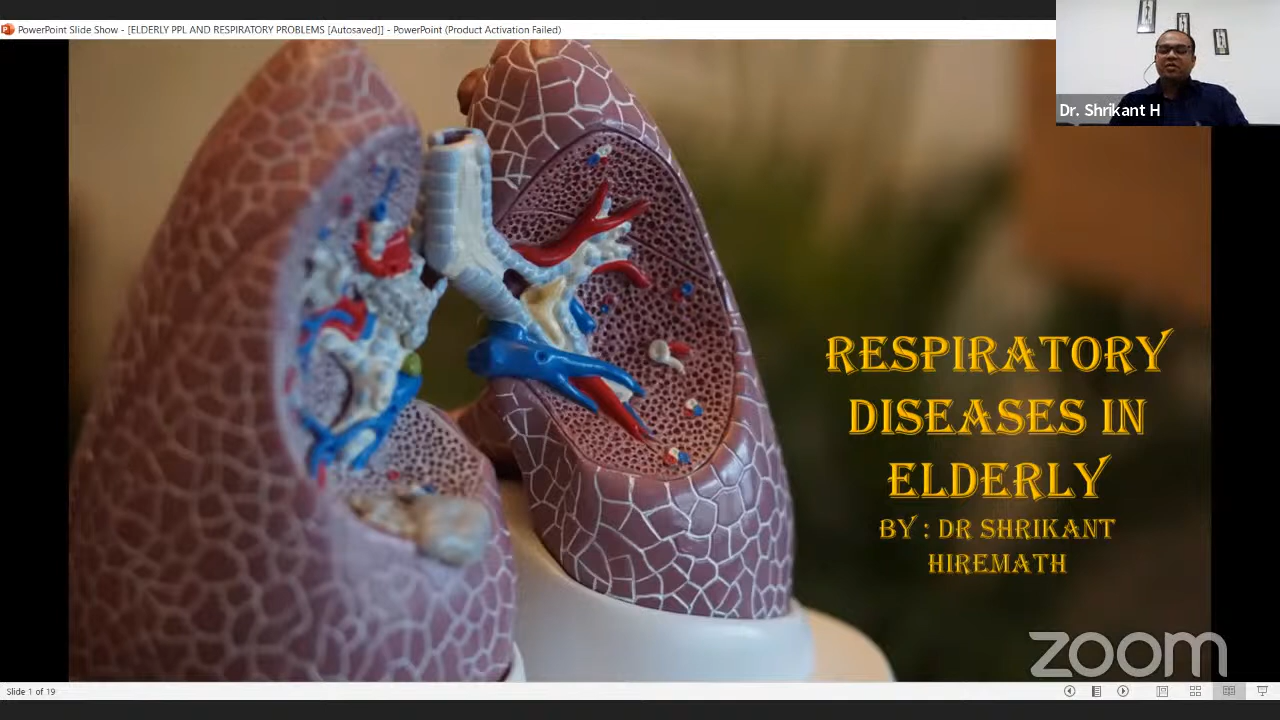 PowerPoint Slide Show - [ELDERLY PPL AND RESPIRATORY PROBLEMS [Autosaved]] - PowerPoint (Product Activation Failed)
Dr. Shrikant H
RESPIRATORY
DISEASES IN
ELDERLY
BY : DR SHRIKANT
HIREMATH
zoom
Slide 1 of 19